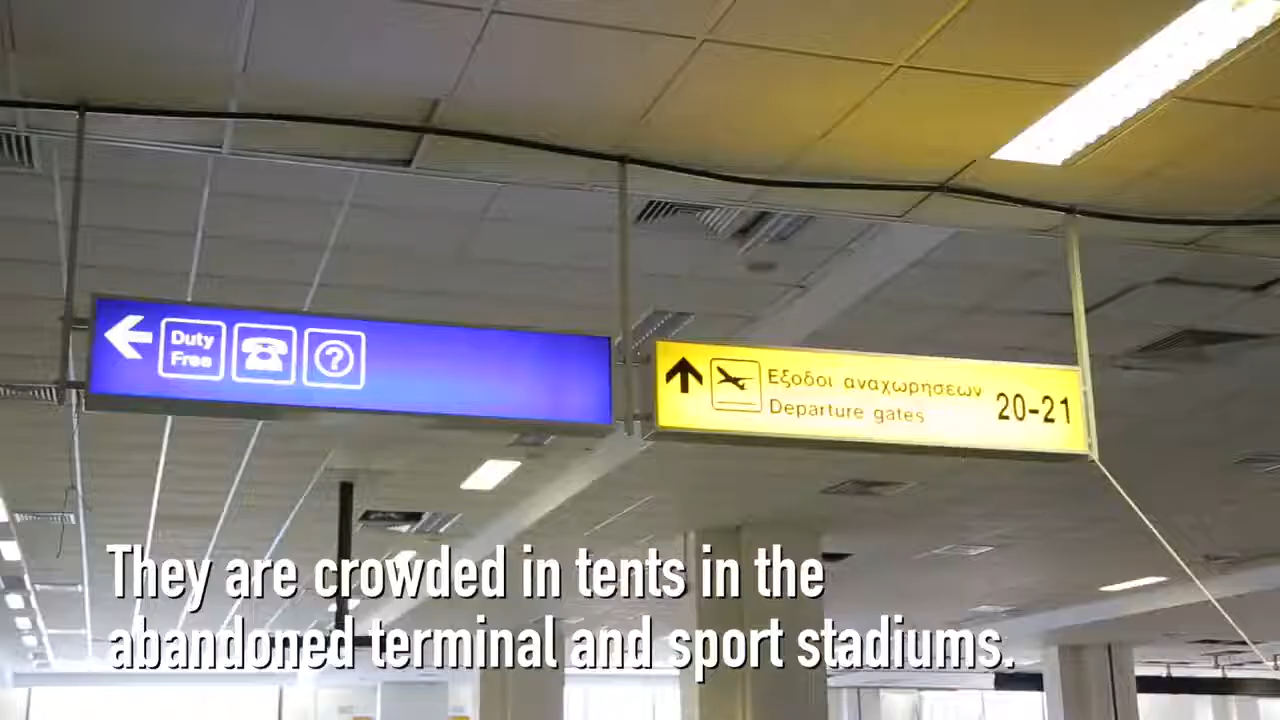 Duty
Free
?
Εξοδοι αναχωρήσεων
Departure gates
20-21
They are crowded in tents in the
abandoned terminal and sport stadiums.